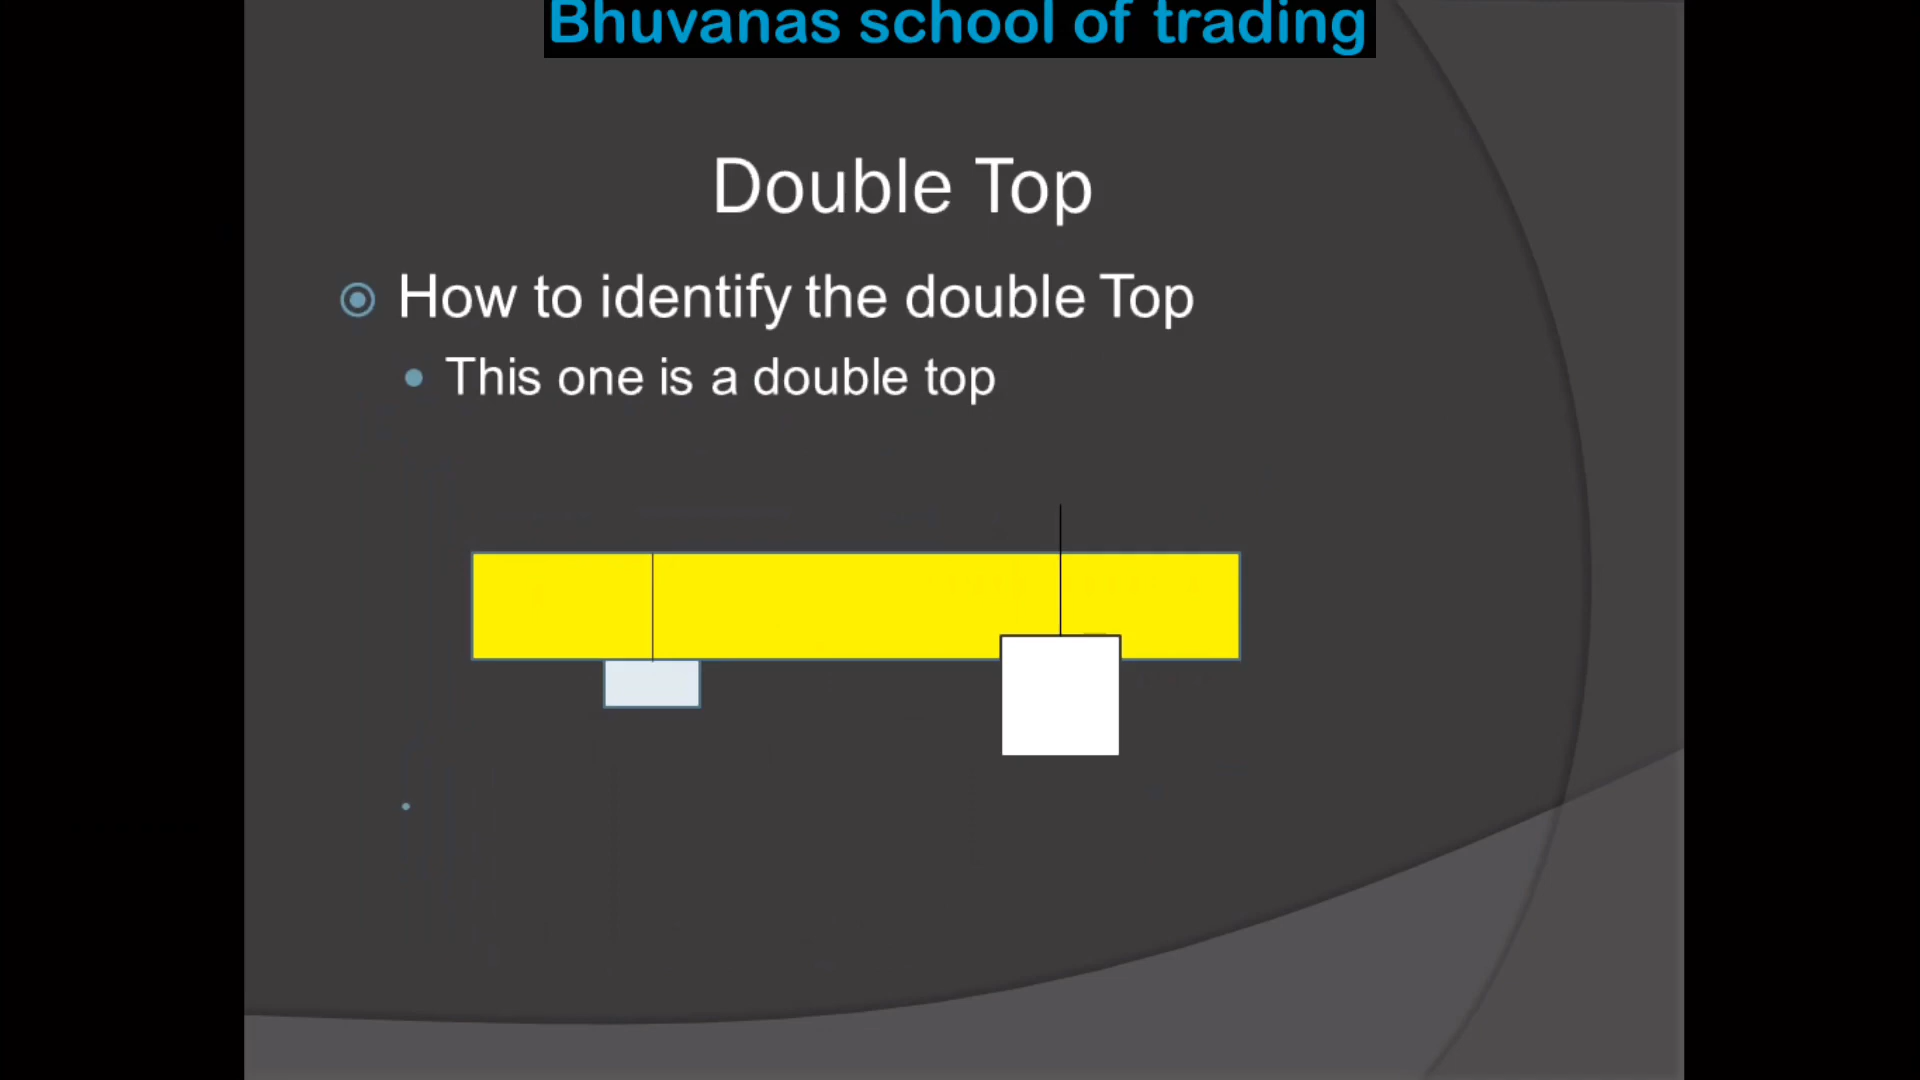 Bhuvanas school of trading
Double Top
How to identify the double Top
This one is a double top